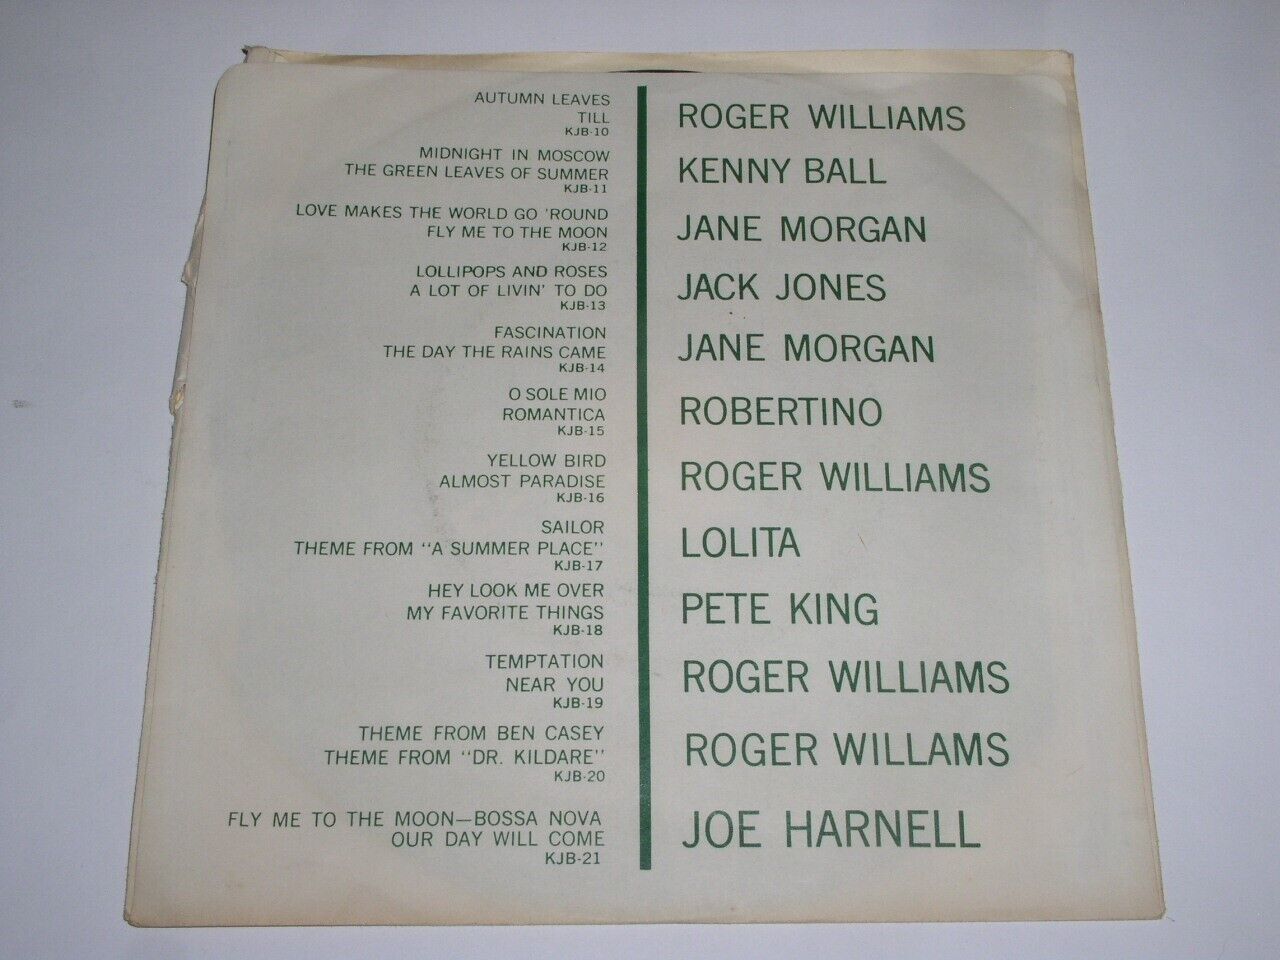 AUTUMN LEAVES
TILL
KJB-10
ROGER WILLIAMS
MIDNIGHT IN MOSCOW
THE GREEN LEAVES OF SUMMER
KJB-11
KENNY BALL
LOVE MAKES THE WORLD GO 'ROUND
FLY ME TO THE MOON
KJB-12
JANE MORGAN
LOLLIPOPS AND ROSES
A LOT OF LIVIN' TO DO
KJB-13
JACK JONES
FASCINATION
THE DAY THE RAINS CAME
KJB-14
JANE MORGAN
O SOLE MIO
ROMANTICA
KJB-15
ROBERTINO
YELLOW BIRD
ALMOST PARADISE
KJB-16
ROGER WILLIAMS
SAILOR
THEME FROM "A SUMMER PLACE"
KJB-17
LOLITA
HEY LOOK ME OVER
MY FAVORITE THINGS
KJB-18
PETE KING
TEMPTATION
NEAR YOU
KJB-19
ROGER WILLIAMS
THEME FROM BEN CASEY
THEME FROM "DR. KILDARE"
KJB-20
ROGER WILLAMS
FLY ME TO THE MOON—BOSSA NOVA
OUR DAY WILL COME
KJB-21
JOE HARNELL